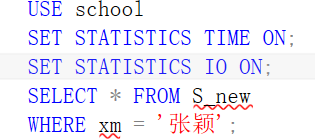 USE school
SET STATISTICS TIME ON;
SET STATISTICS IO ON;
SELECT * FROM S_new
WHERE xm = '张颖';